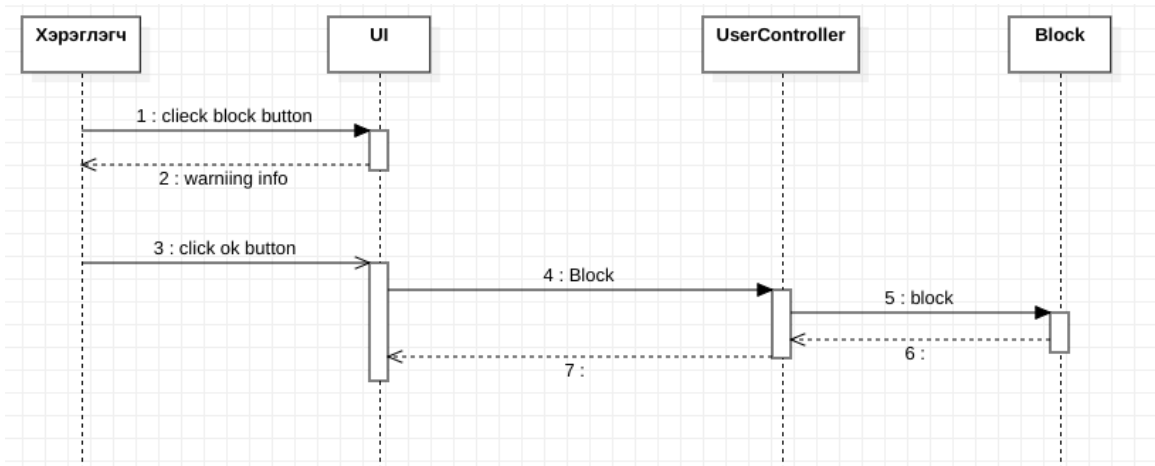 Хэрэглэгч
UI
UserController
Block
1 : clieck block button
2 : warniing info
3 : click ok button
4 : Block
5 : block
6 :
7 :